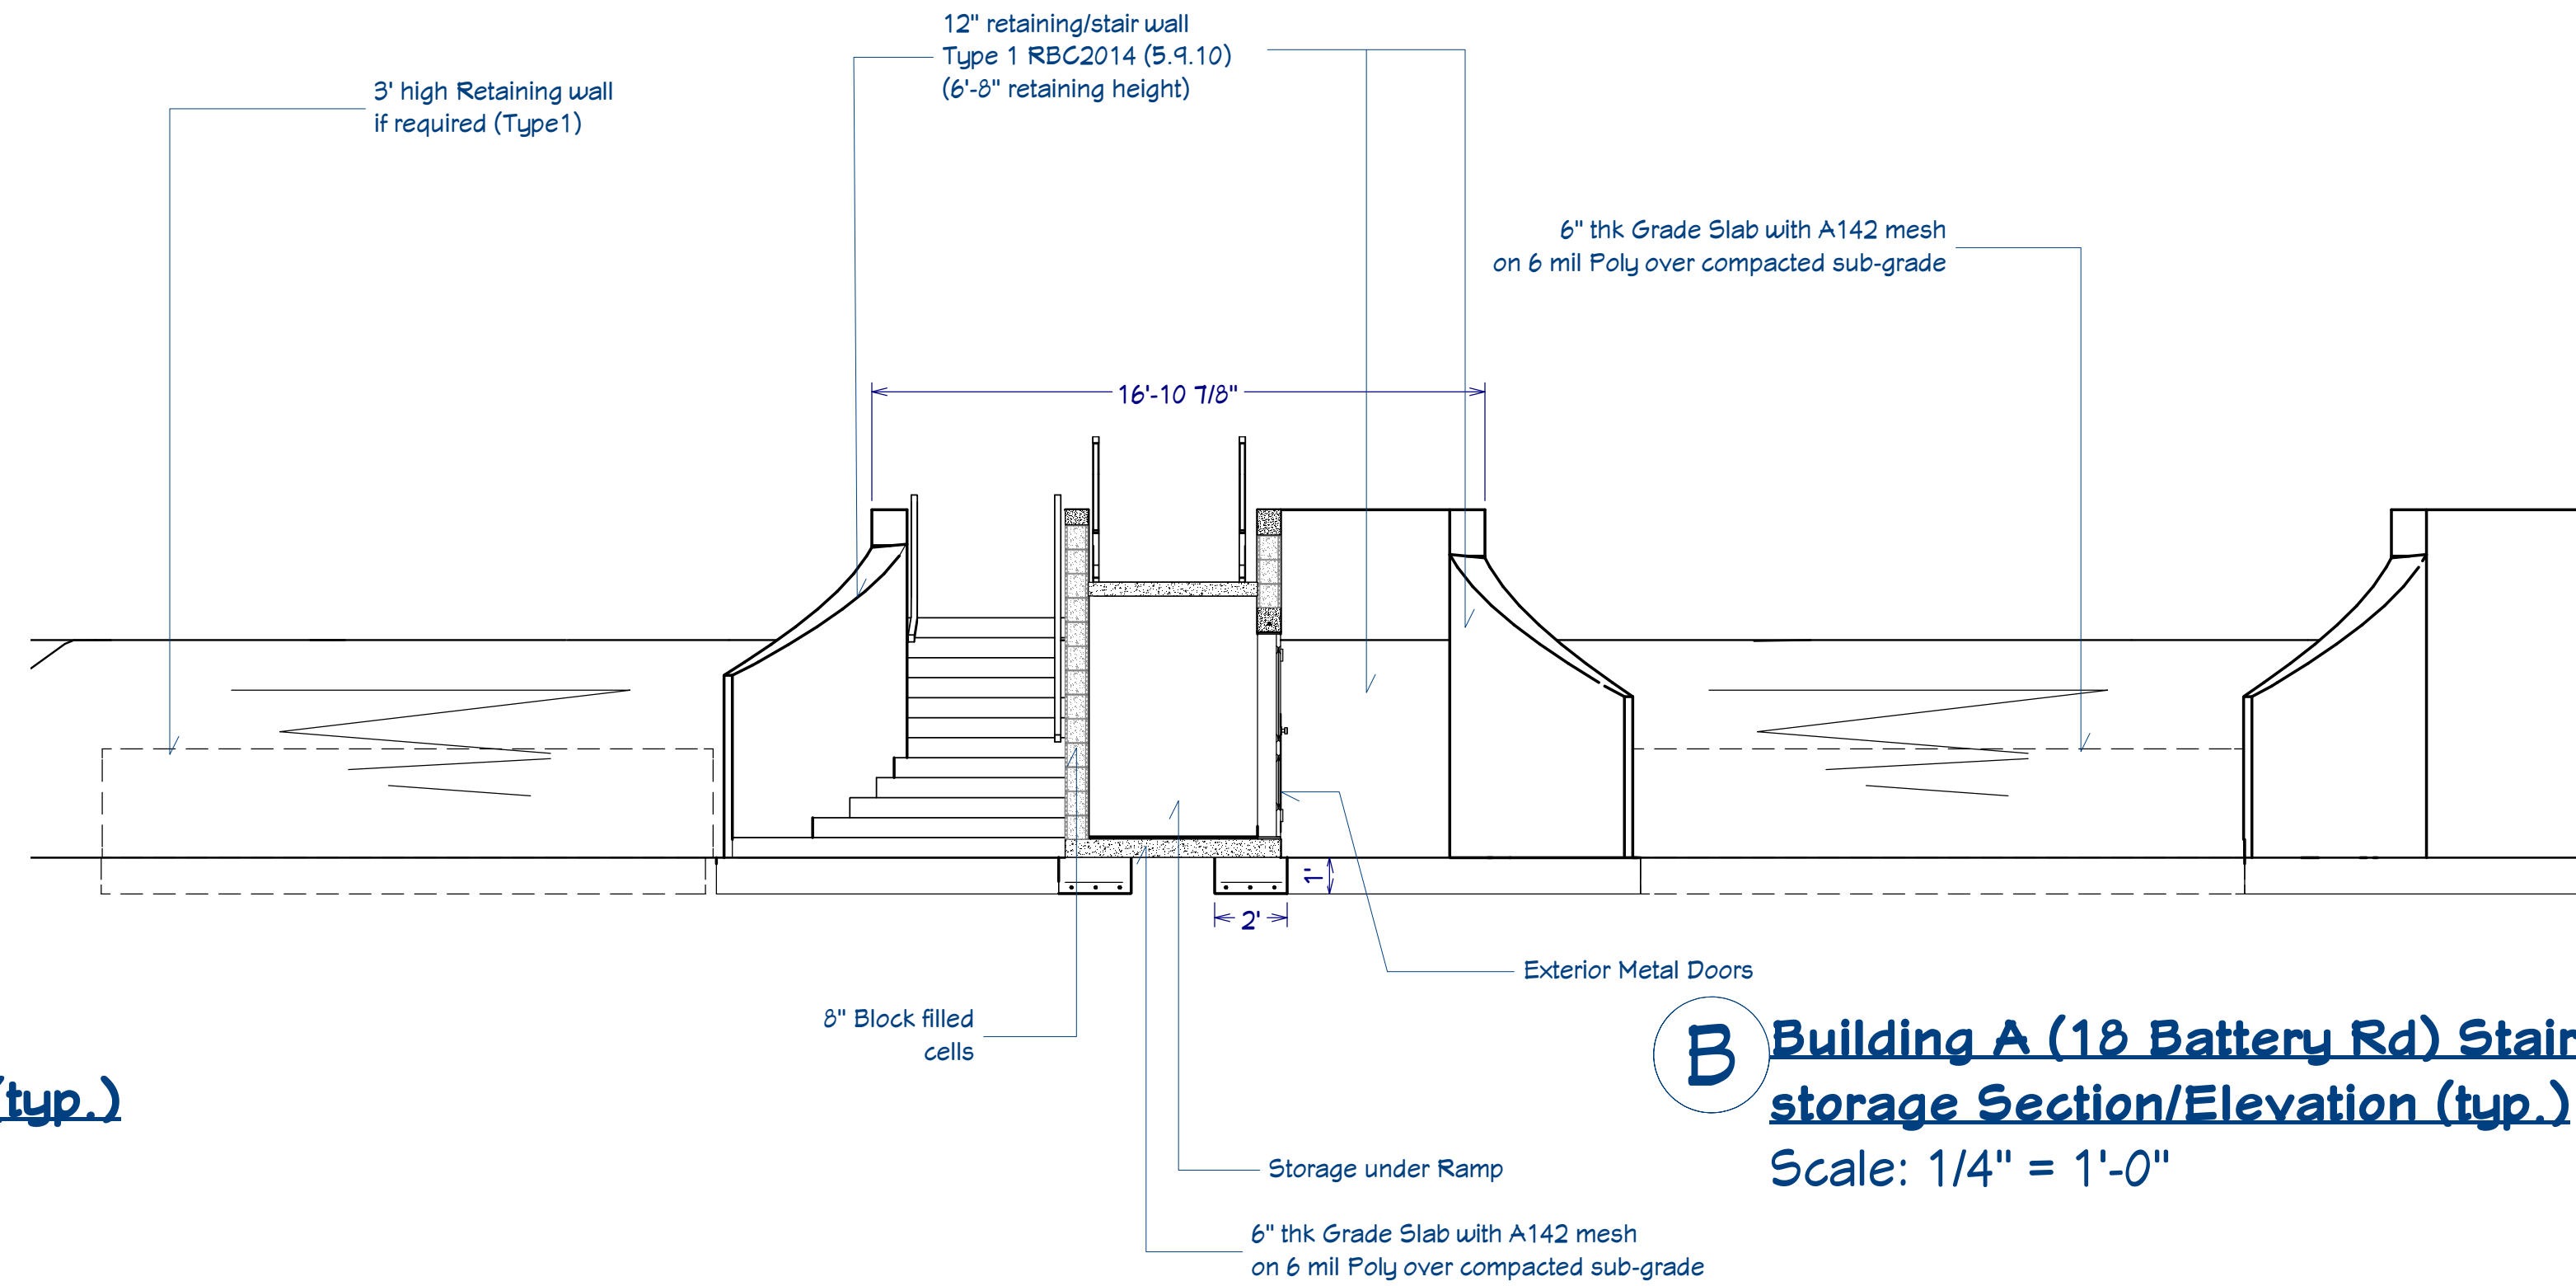 12" retaining/stair wall
Type 1 RBC2014 (5.9.10)
(6'-8" retaining height)
3' high Retaining wall
if required (Type1)
6" thk Grade Slab with A142 mesh
on 6 mil Poly over compacted sub-grade
16'-10 7/8"
1'
2'
Exterior Metal Doors
8" Block filled
cells
B
Building A (18 Battery Rd) Stair
storage Section/Elevation (typ.)
Scale: 1/4" = 1'-0"
(typ.)
Storage under Ramp
6" thk Grade Slab with A142 mesh
on 6 mil Poly over compacted sub-grade